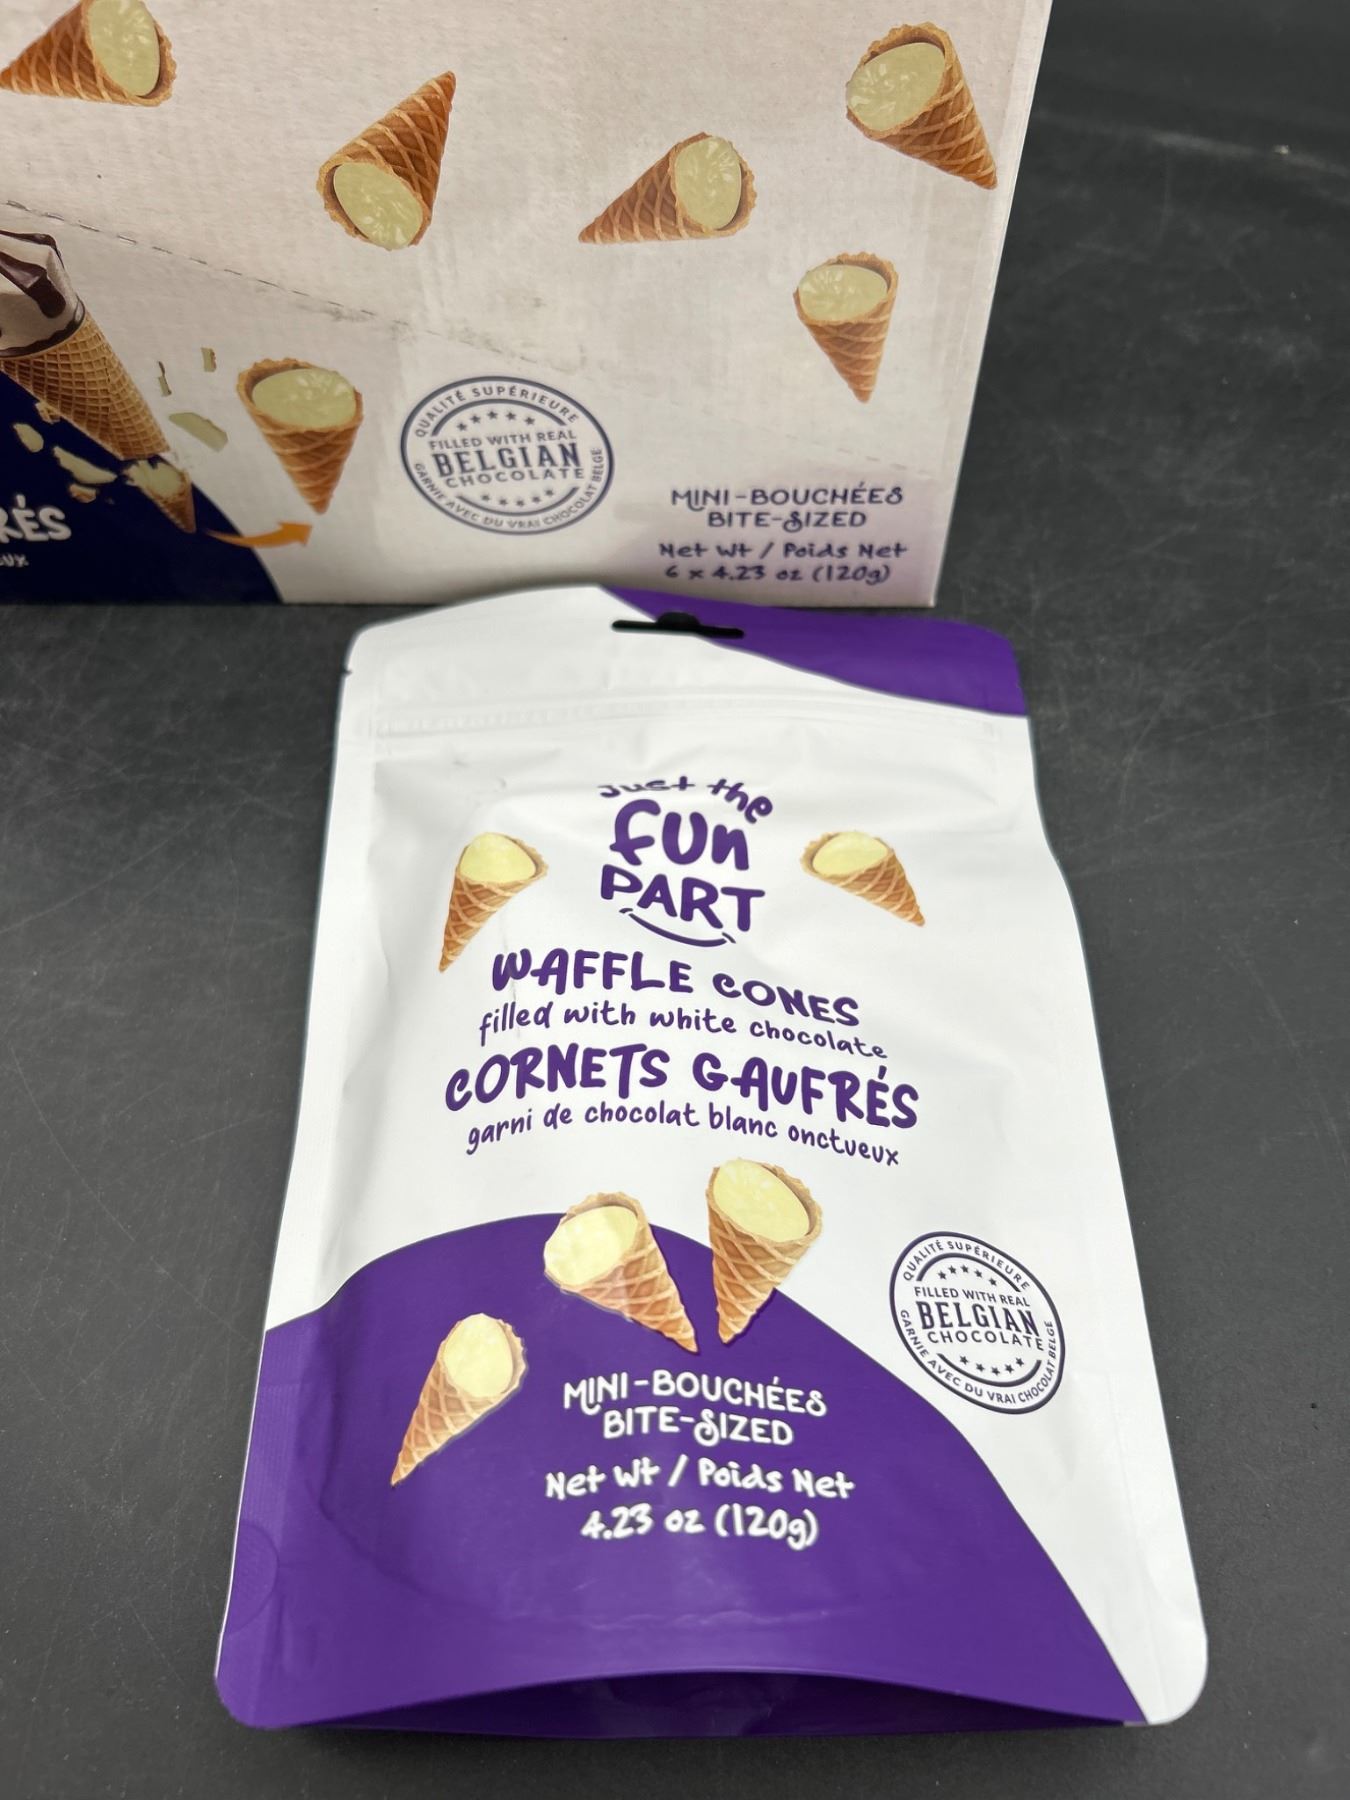 RÉS
EUX
QUALITÉ SUPÉRIEURE
FILLED WITH REAL
BELGIAN
CHOCOLATE
GARNIE AVEC DU VRAI CHOCOLAT BELGE
MINI-BOUCHÉES
BITE-SIZED
Net Wt / Poids Net
6 x 4.23 oz (120g)
Just the
fun
PART
WAFFLE CONES
filled with white chocolate
CORNETS GAUFRÉS
garni de chocolat blanc onctueux
QUALITÉ SUPÉRIEURE
FILLED WITH REAL
BELGIAN
CHOCOLATE
GARNIE AVEC DU VRAI CHOCOLAT BELGE
MINI-BOUCHÉES
BITE-SIZED
Net Wt / Poids Net
4.23 oz (120g)